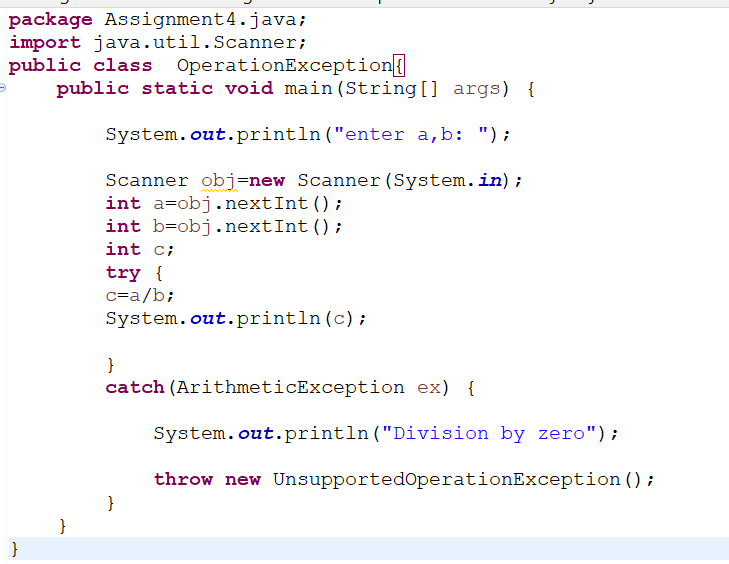 package Assignment4.java;
import java.util.Scanner;
public class  OperationException{
    public static void main(String[] args) {
        System.out.println("enter a,b: ");
        Scanner obj=new Scanner(System.in);
        int a=obj.nextInt();
        int b=obj.nextInt();
        int c;
        try {
        c=a/b;
        System.out.println(c);
        }
        catch(ArithmeticException ex) {
            System.out.println("Division by zero");
            throw new UnsupportedOperationException();
        }
    }
}